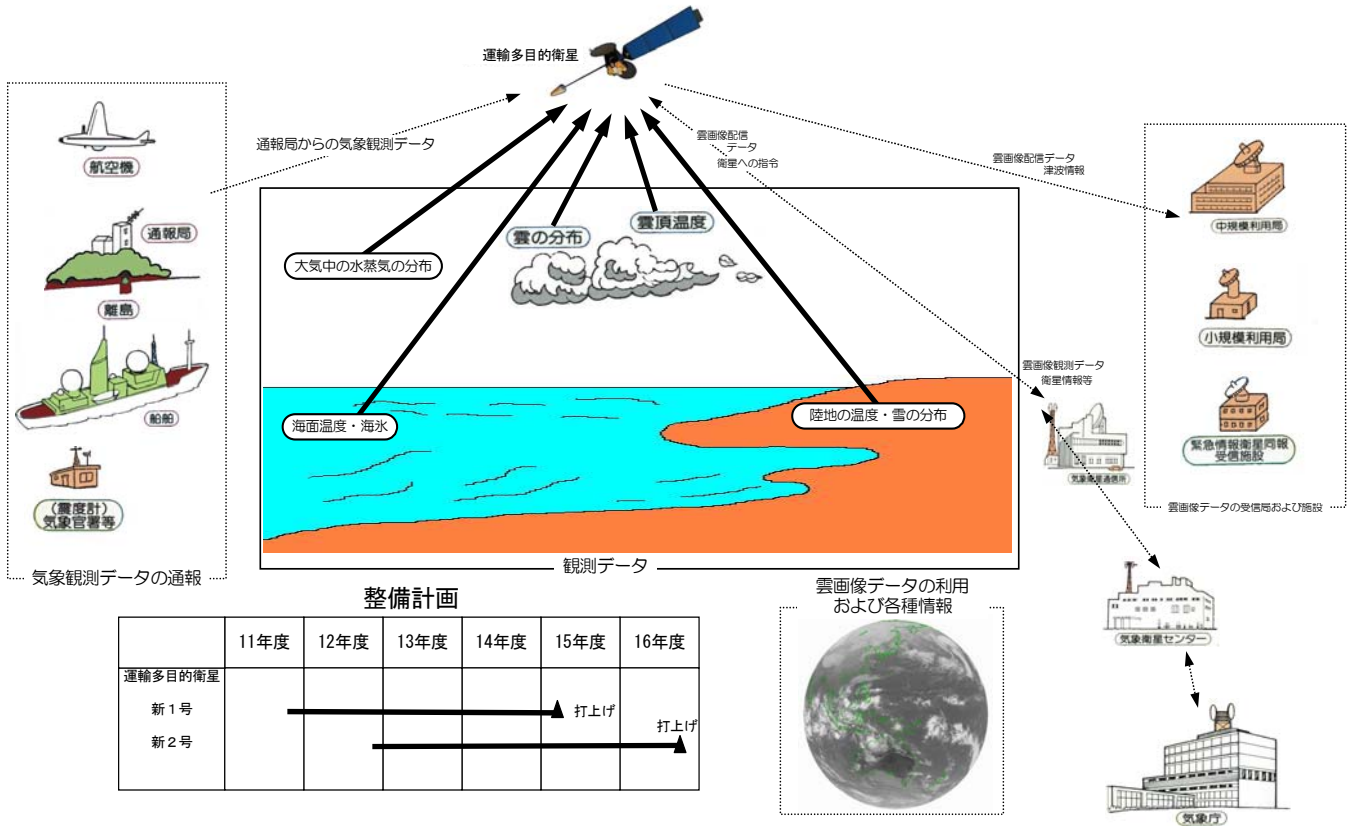 運輸多目的衛星
航空機
通報局
離島
船舶
(震度計)
気象官署等
気象観測データの通報
通報局からの気象観測データ
雲画像配信
データ
衛星への指令
雲画像配信データ
津波情報
大気中の水蒸気の分布
雲の分布
雲頂温度
海面温度・海氷
陸地の温度・雪の分布
観測データ
雲画像観測データ
衛星情報等
気象衛星通信所
中規模利用局
小規模利用局
緊急情報衛星同報
受信施設
雲画像データの受信局および施設
気象衛星センター
気象庁
雲画像データの利用
および各種情報
整備計画
11年度 12年度 13年度 14年度 15年度 16年度
運輸多目的衛星
新1号 打上げ
打上げ
新2号